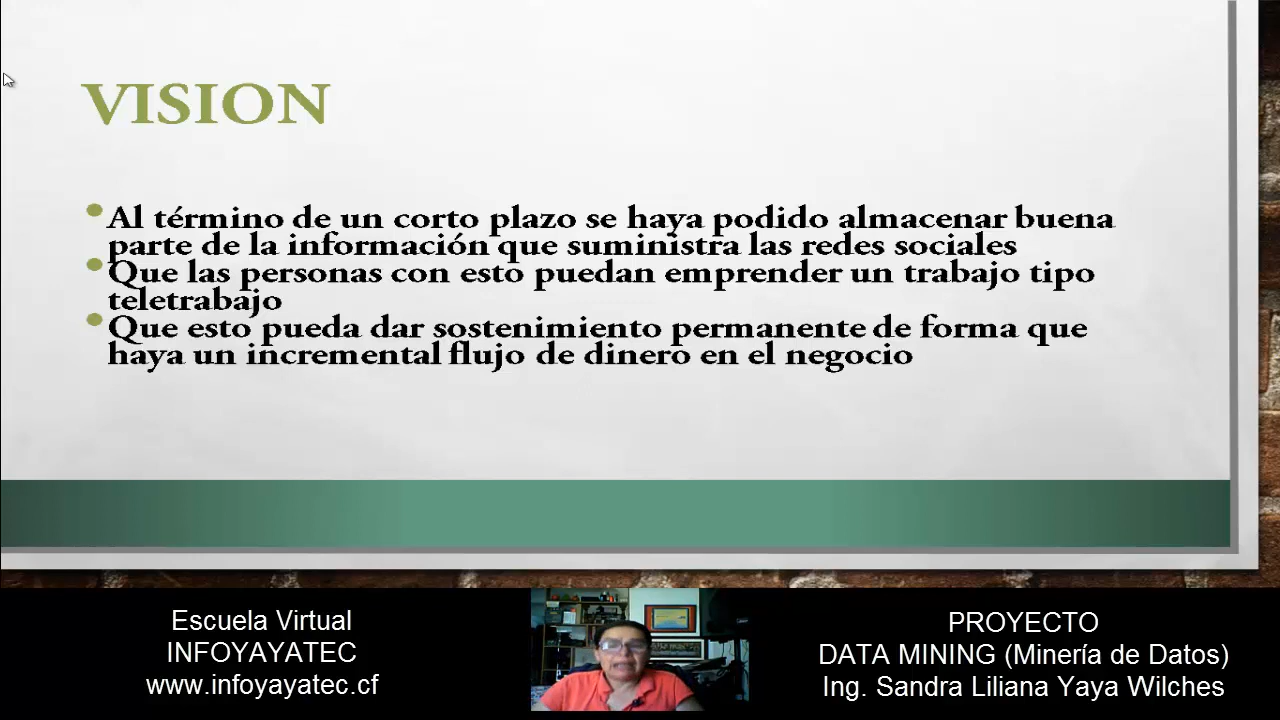 VISION
Al término de un corto plazo se haya podido almacenar buena
parte de la información que suministra las redes sociales
Que las personas con esto puedan emprender un trabajo tipo
teletrabajo
Que esto pueda dar sostenimiento permanente de forma que
haya un incremental flujo de dinero en el negocio
Escuela Virtual
INFOYAYATEC
www.infoyayatec.cf
PROYECTO
DATA MINING (Minería de Datos)
Ing. Sandra Liliana Yaya Wilches